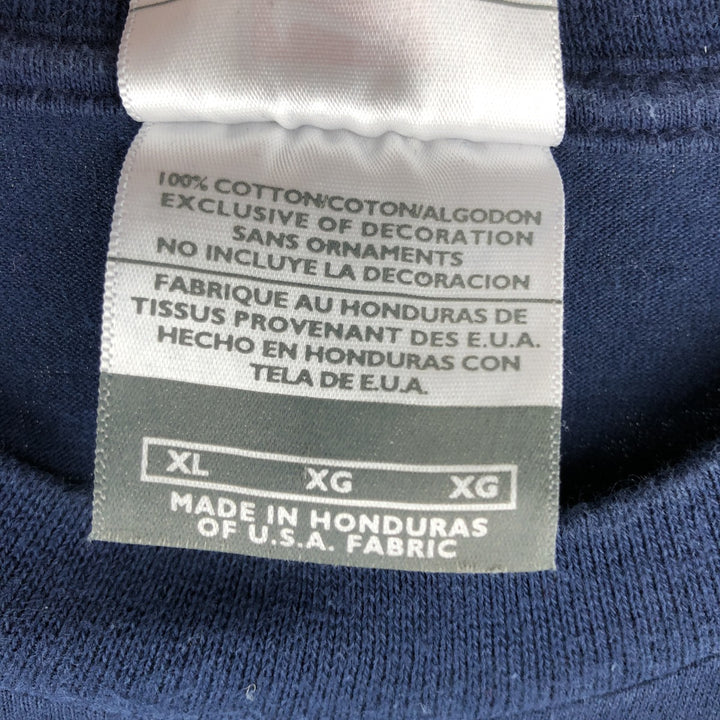 100% COTTON/COTON/ALGODON
EXCLUSIVE OF DECORATION
SANS ORNAMENTS
NO INCLUYE LA DECORACION
FABRIQUE AU HONDURAS DE
TISSUS PROVENANT DES E.U.A.
HECHO EN HONDURAS CON
TELA DE E.U.A.
XL XG XG
MADE IN HONDURAS
OF U.S.A. FABRIC